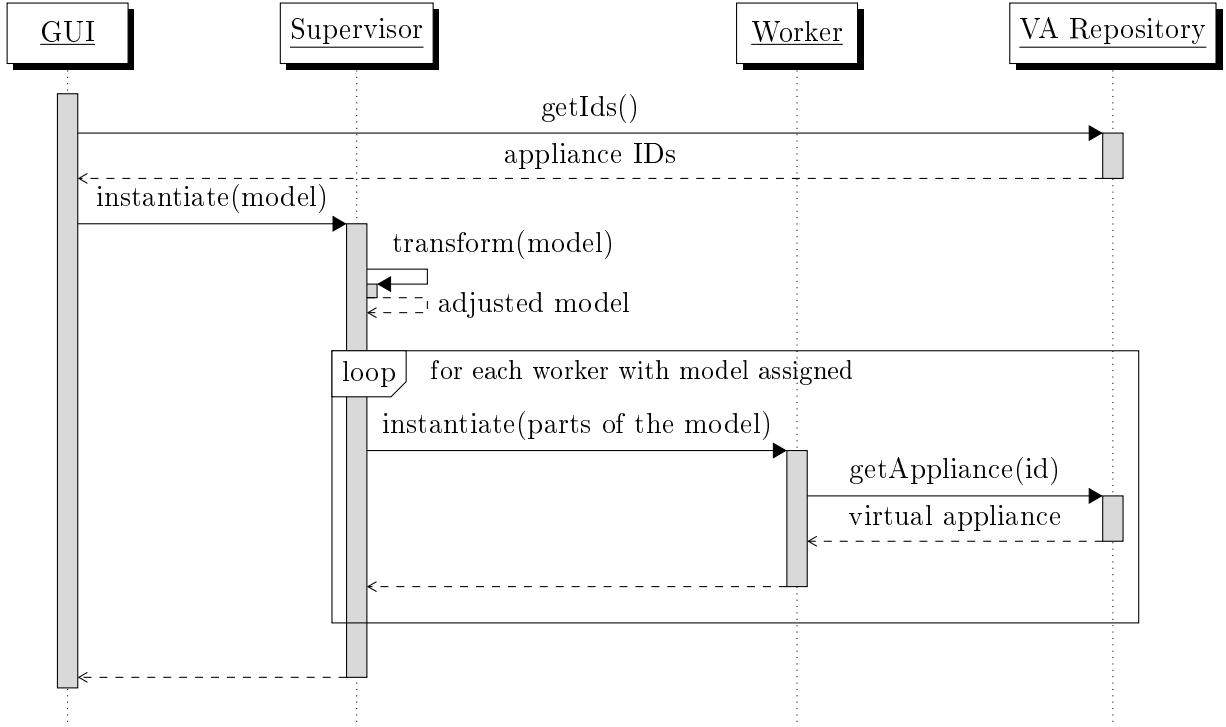 GUI
Supervisor
Worker
VA Repository
getIds()
appliance IDs
instantiate(model)
transform(model)
adjusted model
loop
for each worker with model assigned
instantiate(parts of the model)
getAppliance(id)
virtual appliance